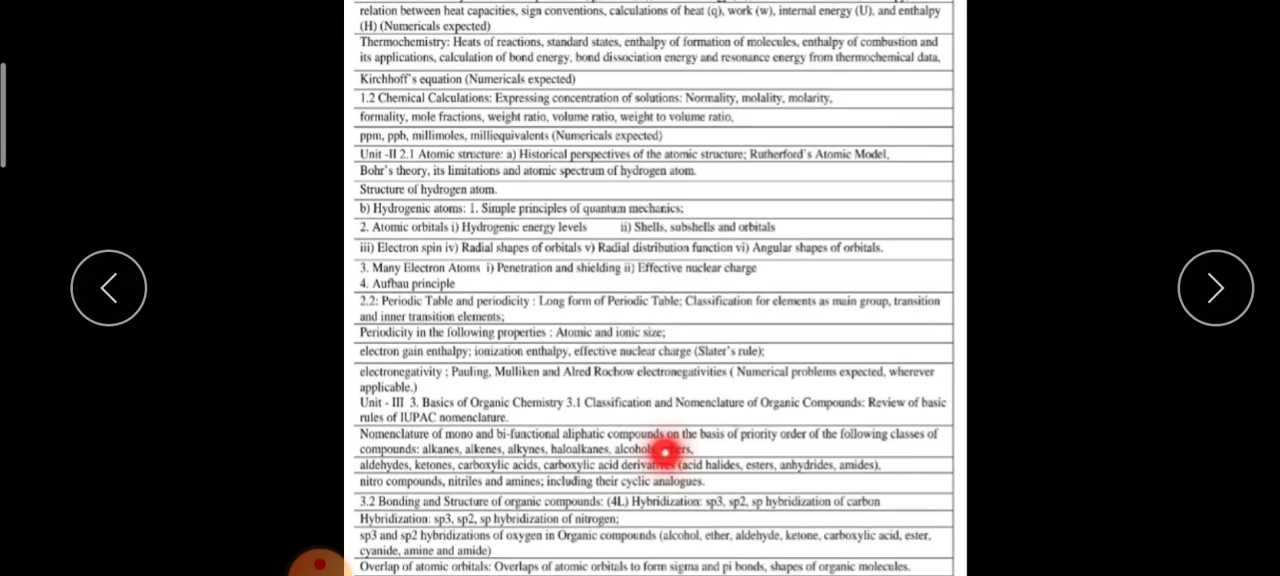 relation between heat capacities, sign conventions, calculations of heat (q), work (w), internal energy (U), and enthalpy
(H) (Numericals expected)
Thermochemistry: Heats of reactions, standard states, enthalpy of formation of molecules, enthalpy of combustion and
its applications, calculation of bond energy, bond dissociation energy and resonance energy from thermochemical data,
Kirchhoff's equation (Numericals expected)
1.2 Chemical Calculations: Expressing concentration of solutions: Normality, molality, molarity,
formality, mole fractions, weight ratio, volume ratio, weight to volume ratio,
ppm, ppb, millimoles, milliequivalents (Numericals expected)
Unit -II 2.1 Atomic structure: a) Historical perspectives of the atomic structure; Rutherford's Atomic Model,
Bohr's theory, its limitations and atomic spectrum of hydrogen atom.
Structure of hydrogen atom.
b) Hydrogenic atoms: 1. Simple principles of quantum mechanics;
2. Atomic orbitals i) Hydrogenic energy levels ii) Shells, subshells and orbitals
iii) Electron spin iv) Radial shapes of orbitals v) Radial distribution function vi) Angular shapes of orbitals.
3. Many Electron Atoms i) Penetration and shielding ii) Effective nuclear charge
4. Aufbau principle
2.2: Periodic Table and periodicity : Long form of Periodic Table; Classification for elements as main group, transition
and inner transition elements;
Periodicity in the following properties : Atomic and ionic size;
electron gain enthalpy; ionization enthalpy, effective nuclear charge (Slater's rule);
electronegativity ; Pauling, Mulliken and Alred Rochow electronegativities ( Numerical problems expected, wherever
applicable.)
Unit - III 3. Basics of Organic Chemistry 3.1 Classification and Nomenclature of Organic Compounds: Review of basic
rules of IUPAC nomenclature.
Nomenclature of mono and bi-functional aliphatic compounds on the basis of priority order of the following classes of
compounds: alkanes, alkenes, alkynes, haloalkanes,
aldehydes, ketones, carboxylic acids, carboxylic acid derivatives (acid halides, esters, anhydrides, amides),
nitro compounds, nitriles and amines; including their cyclic analogues.
3.2 Bonding and Structure of organic compounds: (4L) Hybridization: sp3, sp2, sp hybridization of carbon
Hybridization: sp3, sp2, sp hybridization of nitrogen;
sp3 and sp2 hybridizations of oxygen in Organic compounds (alcohol, ether, aldehyde, ketone, carboxylic acid, ester,
cyanide, amine and amide)
Overlap of atomic orbitals: Overlaps of atomic orbitals to form sigma and pi bonds, shapes of organic molecules.